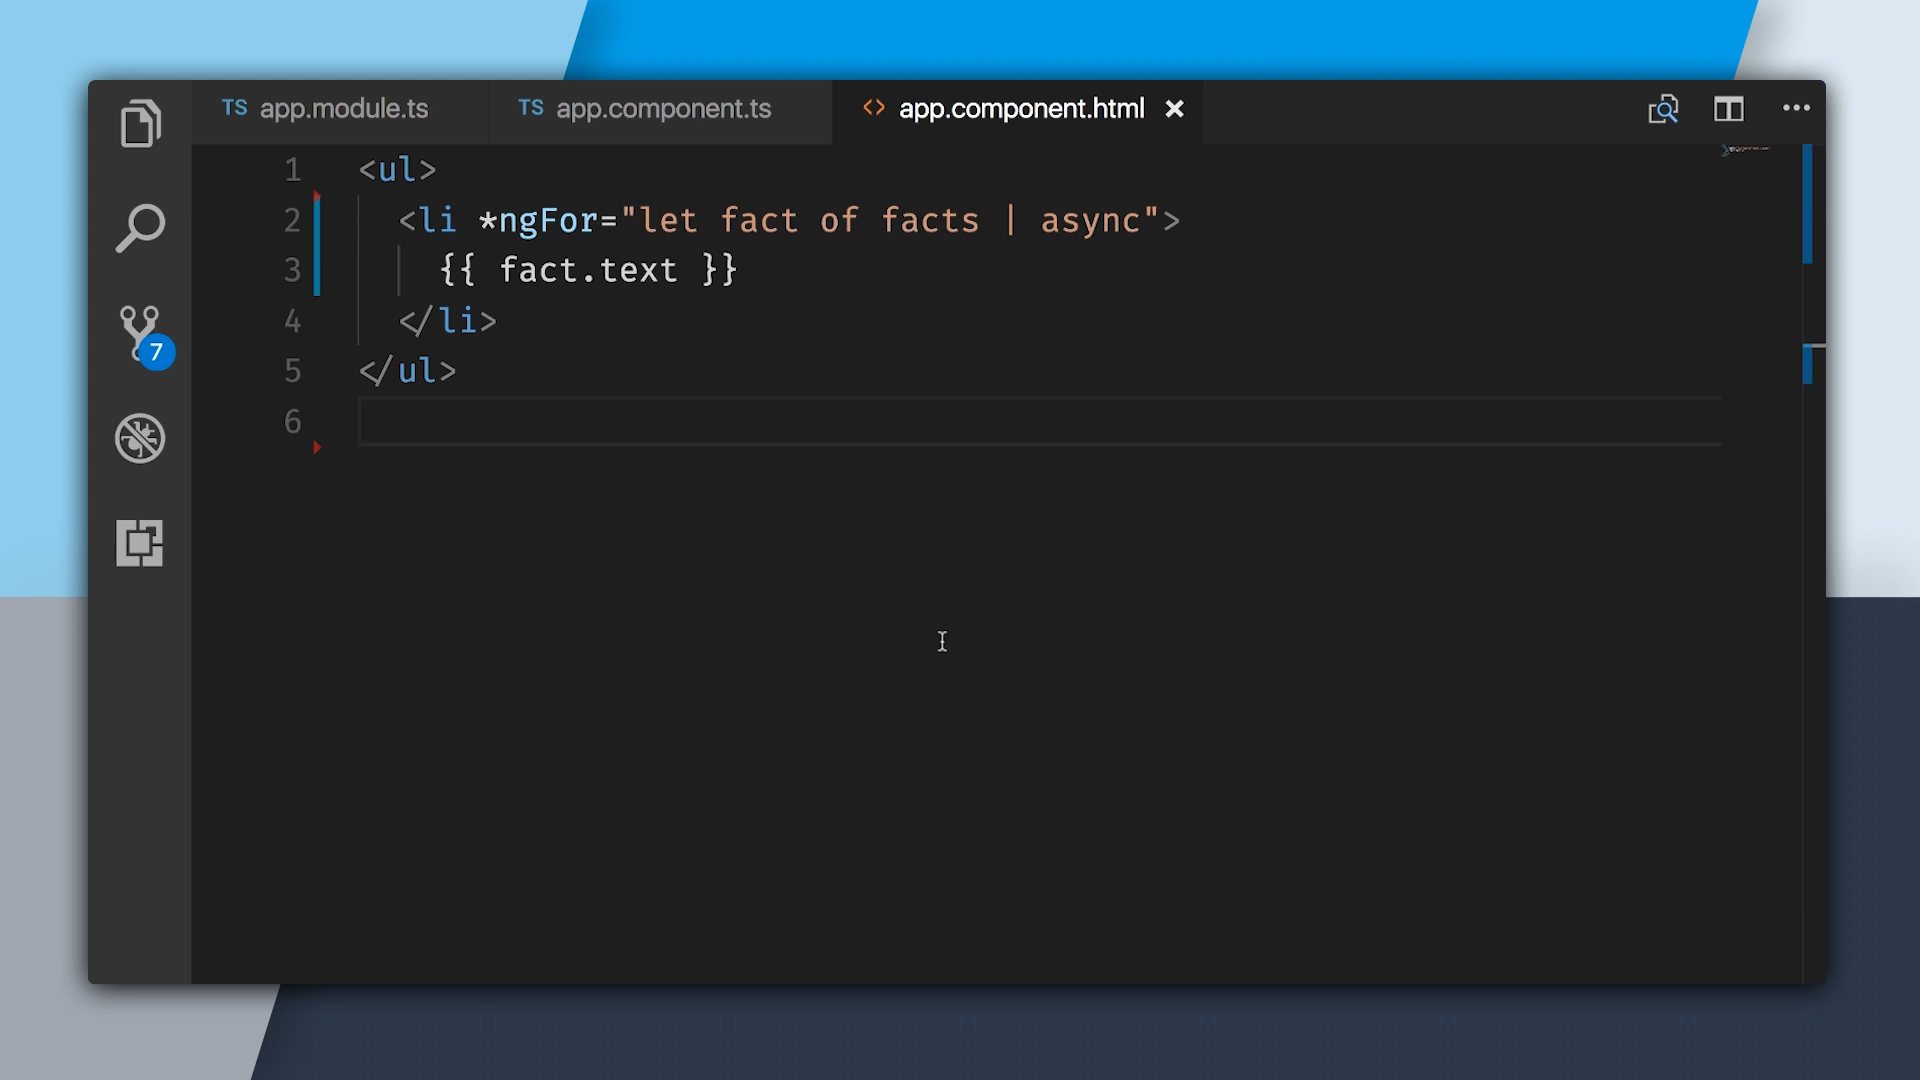 TS app.module.ts TS app.component.ts <> app.component.html
1 <ul>
2 <li *ngFor="let fact of facts | async">
3 {{ fact.text }}
4 </li>
5 </ul>
6
7